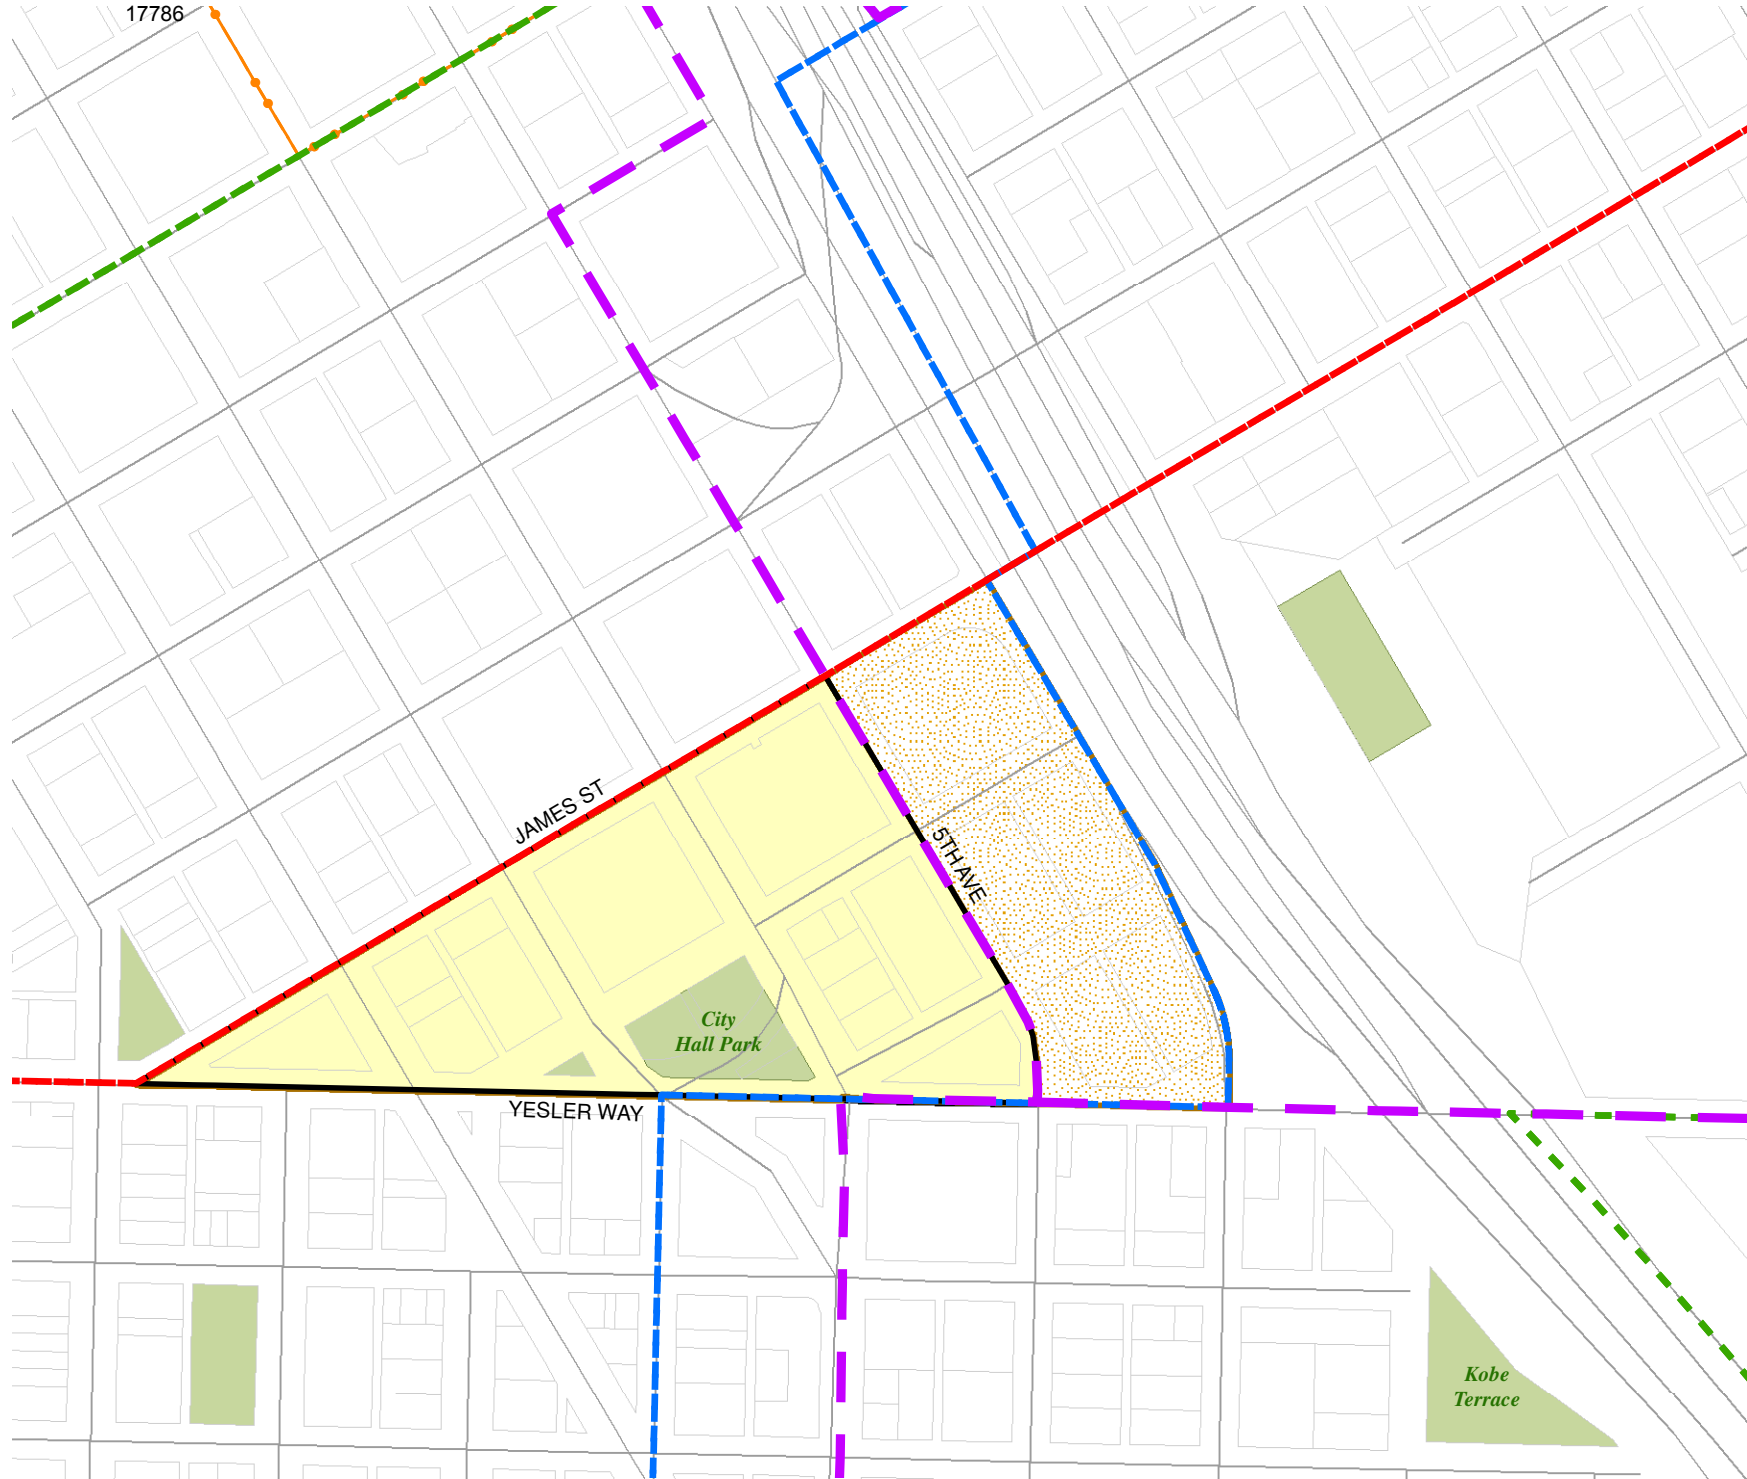 17786
JAMES ST
5TH AVE
City
Hall Park
YESLER WAY
Kobe
Terrace